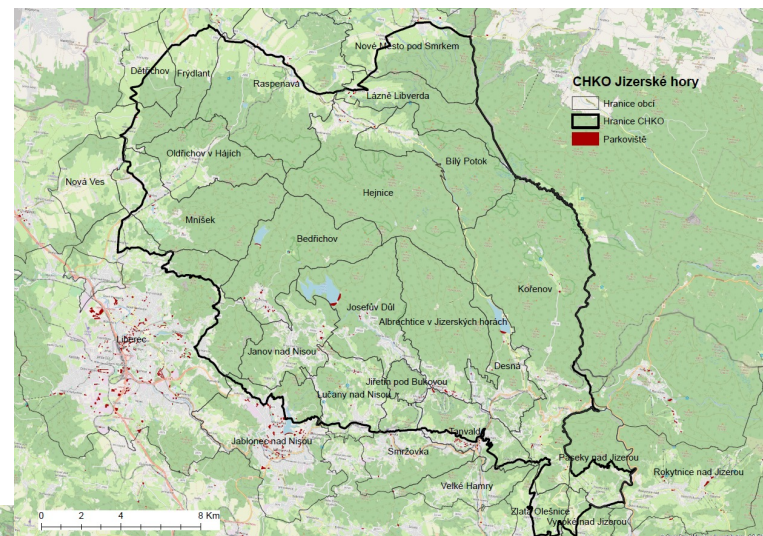 Nové Město pod Smrkem
Dětřichov
Frýdlant
Raspenava
CHKO Jizerské hory
Lázně Libverda
Hranice obcí
Hranice CHKO
Parkoviště
Oldřichov v Hájích
Bílý Potok
Nová Ves
Hejnice
Mníšek
Bedřichov
Kořenov
Josefův Důl
Albrechtice v Jizerských horách
Liberec
Janov nad Nisou
Desná
Jiřetín pod Bukovou
Lučany nad Nisou
Tanvald
Jablonec nad Nisou
Smržovka
Paseky nad Jizerou
Rokytnice nad Jizerou
Velké Hamry
Zlatá Olešnice
Vysoké nad Jizerou
0 2 4 8 Km